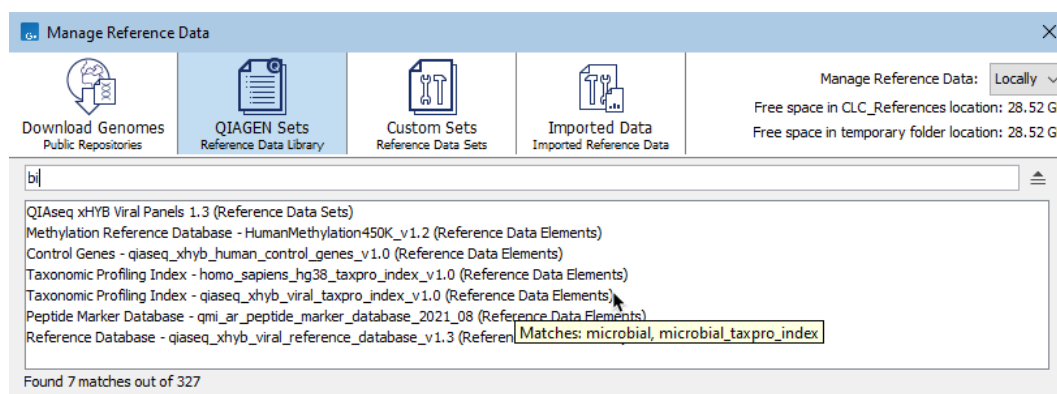 G. Manage Reference Data
Download Genomes
Public Repositories
QIAGEN Sets
Reference Data Library
Custom Sets
Reference Data Sets
Imported Data
Imported Reference Data
Manage Reference Data: Locally
Free space in CLC_References location: 28.52 G
Free space in temporary folder location: 28.52 G
bi
QIAseq xHYB Viral Panels 1.3 (Reference Data Sets)
Methylation Reference Database - HumanMethylation450K_v1.2 (Reference Data Elements)
Control Genes - qiaseq_xhyb_human_control_genes_v1.0 (Reference Data Elements)
Taxonomic Profiling Index - homo_sapiens_hg38_taxpro_index_v1.0 (Reference Data Elements)
Taxonomic Profiling Index - qiaseq_xhyb_viral_taxpro_index_v1.0 (Reference Data Elements)
Peptide Marker Database - qmi_ar_peptide_marker_database_2021_08 (Reference Data Elements)
Reference Database - qiaseq_xhyb_viral_reference_database_v1.3 (Referen
Matches: microbial, microbial_taxpro_index
Found 7 matches out of 327